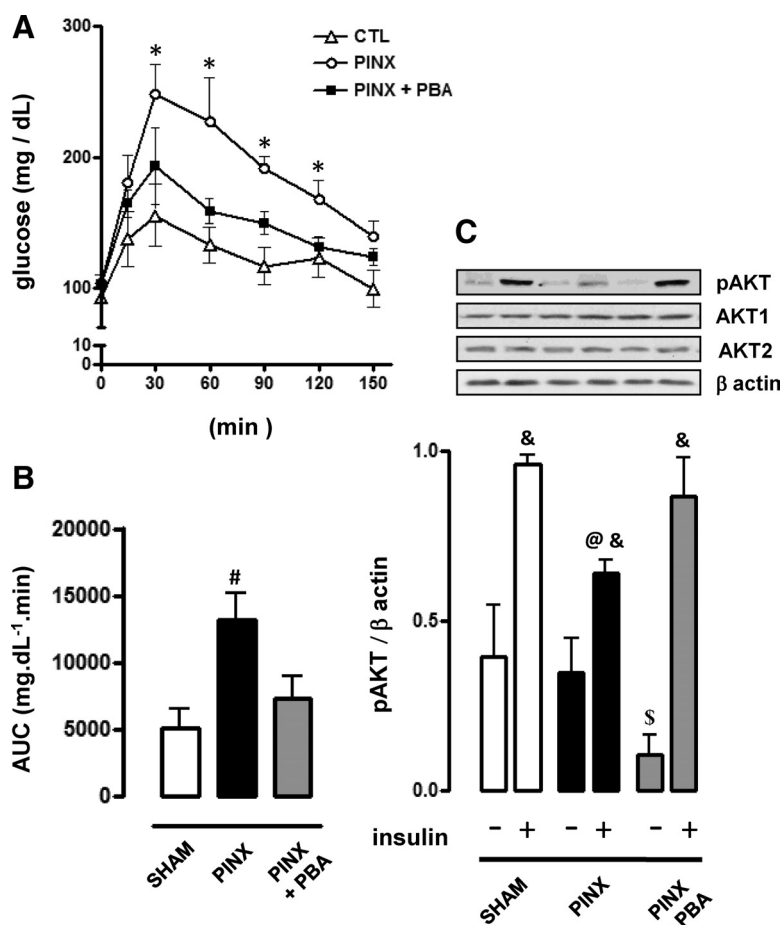 A
300
200
100
10
0
glucose (mg / dL)
CTL
PINX
PINX + PBA
* * * *
0 30 60 90 120 150
(min )
B
20000
15000
10000
5000
0
AUC (mg.dL-1.min)
#
SHAM
PINX
PINX + PBA
C
pAKT
AKT1
AKT2
β actin
1.0
0.5
0.0
pAKT / β actin
&
@ &
$
&
insulin - + - + - +
SHAM
PINX
PINX PBA